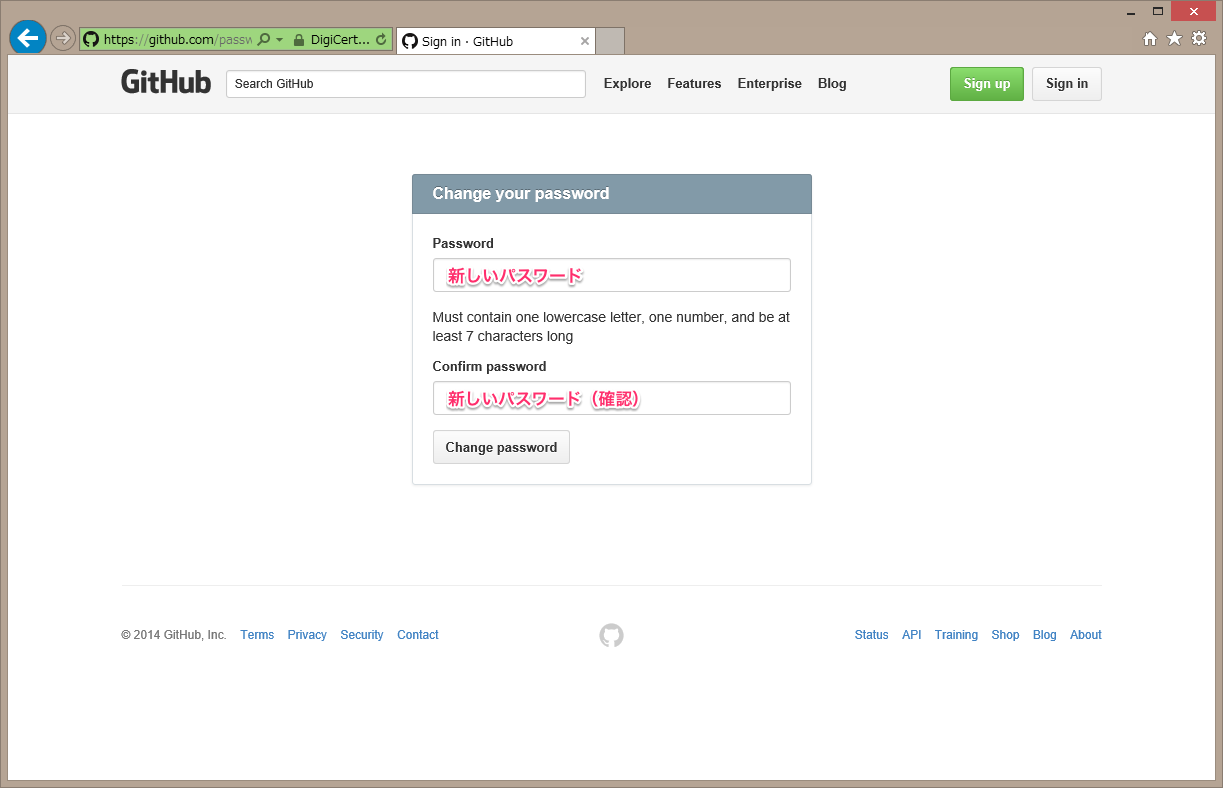 https://github.com/passw DigiCert... Sign in · GitHub
GitHub Search GitHub Explore Features Enterprise Blog Sign up Sign in
Change your password
Password
新しいパスワード
Must contain one lowercase letter, one number, and be at
least 7 characters long
Confirm password
新しいパスワード（確認）
Change password
© 2014 GitHub, Inc. Terms Privacy Security Contact Status API Training Shop Blog About